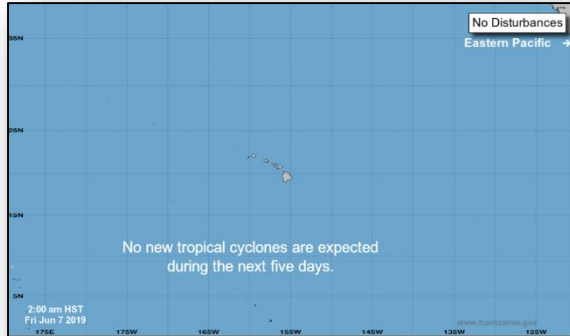 No Disturbances
Eastern Pacific →
35N
25N
15N
5N
No new tropical cyclones are expected
during the next five days.
2:00 am HST
Fri Jun 7 2019
www.hurricanes.gov
175E 175W 165W 155W 145W 135W 125W